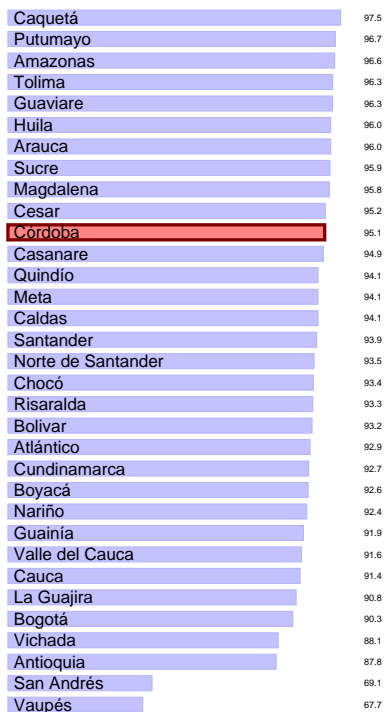 Caquetá 97.5
Putumayo 96.7
Amazonas 96.6
Tolima 96.3
Guaviare 96.3
Huila 96.0
Arauca 96.0
Sucre 95.9
Magdalena 95.8
Cesar 95.2
Córdoba 95.1
Casanare 94.9
Quindío 94.1
Meta 94.1
Caldas 94.1
Santander 93.9
Norte de Santander 93.5
Chocó 93.4
Risaralda 93.3
Bolivar 93.2
Atlántico 92.9
Cundinamarca 92.7
Boyacá 92.6
Nariño 92.4
Guainía 91.9
Valle del Cauca 91.6
Cauca 91.4
La Guajira 90.8
Bogotá 90.3
Vichada 88.1
Antioquia 87.8
San Andrés 69.1
Vaupés 67.7